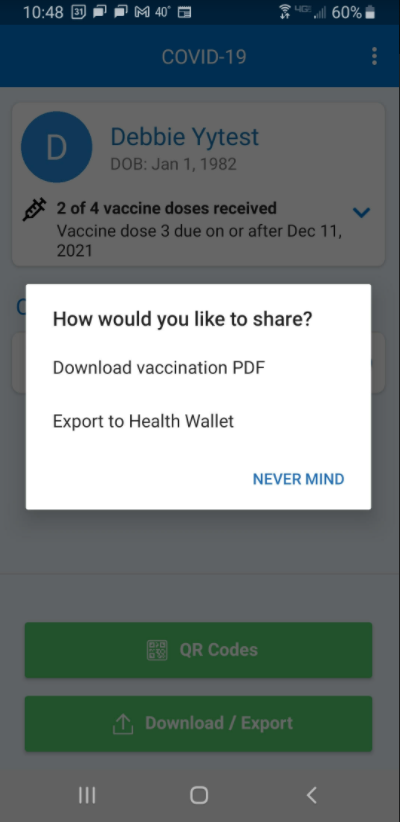 10:48 31 40° 4GE 60%
COVID-19
D
Debbie Yytest
DOB: Jan 1, 1982
2 of 4 vaccine doses received
Vaccine dose 3 due on or after Dec 11,
2021
C
How would you like to share?
Download vaccination PDF
Export to Health Wallet
NEVER MIND
QR Codes
Download / Export